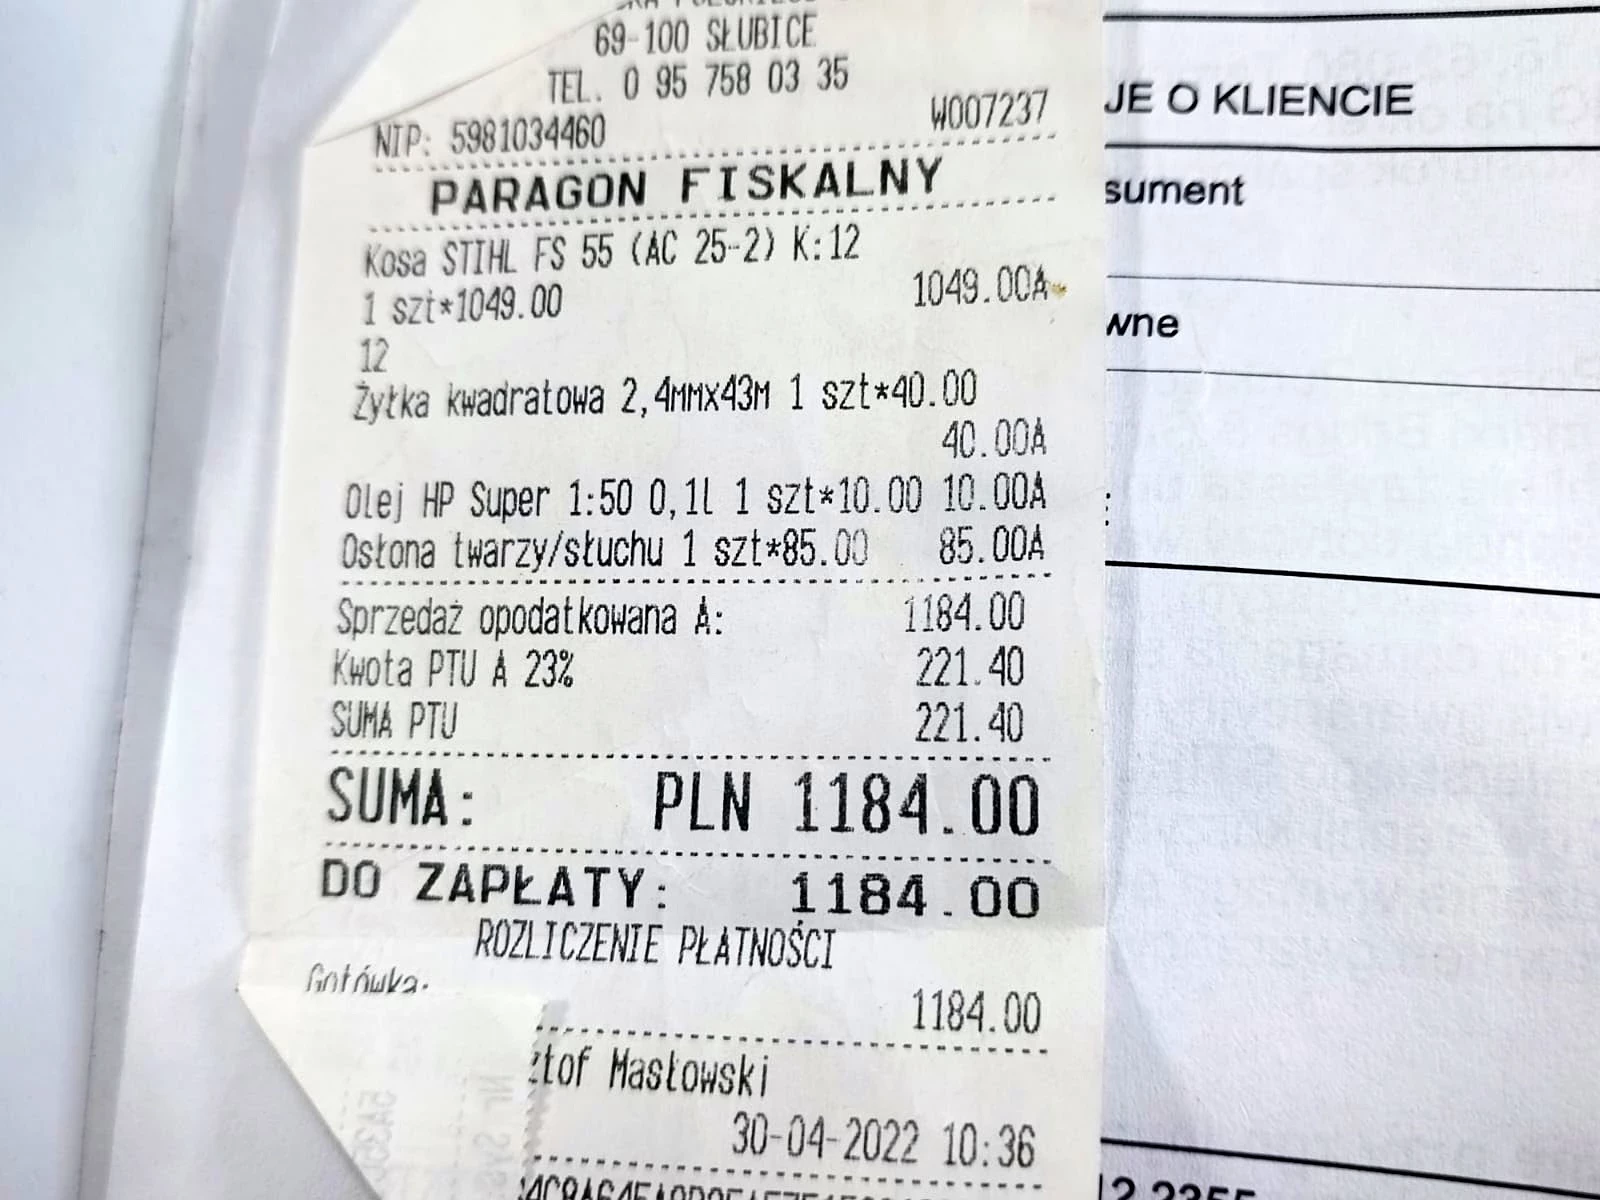 69-100 SŁUBICE
TEL. 0 95 758 03 35
NIP: 5981034460 W007237
PARAGON FISKALNY
Kosa STIHL FS 55 (AC 25-2) K:12
1 szt*1049.00 1049.00A
12
Żyłka kwadratowa 2,4MMX43M 1 szt*40.00
40.00A
Olej HP Super 1:50 0,1l 1 szt*10.00 10.00A
Osłona twarzy/słuchu 1 szt*85.00 85.00A
Sprzedaż opodatkowana A: 1184.00
Kwota PTU A 23% 221.40
SUMA PTU 221.40
SUMA: PLN 1184.00
DO ZAPŁATY: 1184.00
ROZLICZENIE PŁATNOŚCI
Gotówka:
1184.00
ztof Masłowski
30-04-2022 10:36
JE O KLIENCIE
sument
wne